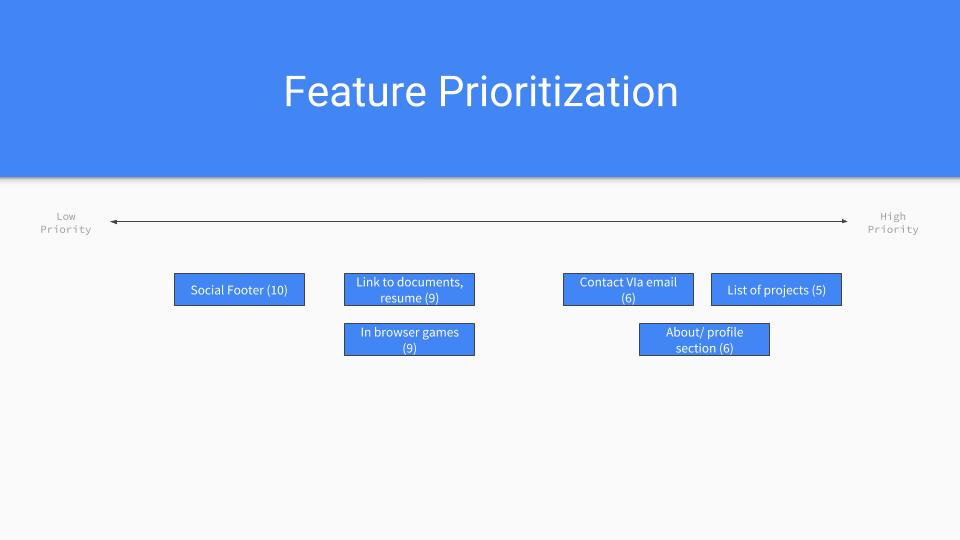 Feature Prioritization
Low
Priority
High
Priority
Social Footer (10)
Link to documents,
resume (9)
Contact VIa email
(6)
List of projects (5)
In browser games
(9)
About/ profile
section (6)